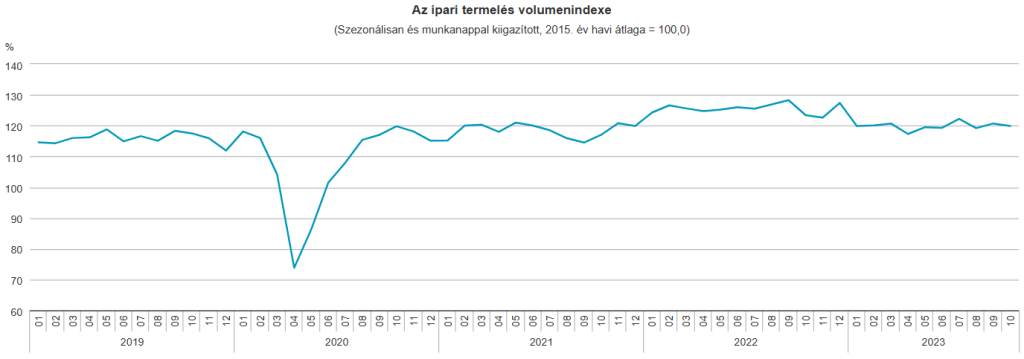 Az ipari termelés volumenindexe
(Szezonálisan és munkanappal kiigazított, 2015. év havi átlaga = 100,0)
%
140
130
120
110
100
90
80
70
60
01 02 03 04 05 06 07 08 09 10 11 12 01 02 03 04 05 06 07 08 09 10 11 12 01 02 03 04 05 06 07 08 09 10 11 12 01 02 03 04 05 06 07 08 09 10 11 12 01 02 03 04 05 06 07 08 09 10
2019 2020 2021 2022 2023